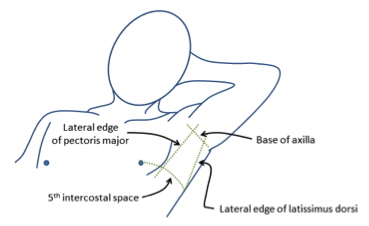 Lateral edge
of pectoris major
Base of axilla
5th intercostal space
Lateral edge of latissimus dorsi